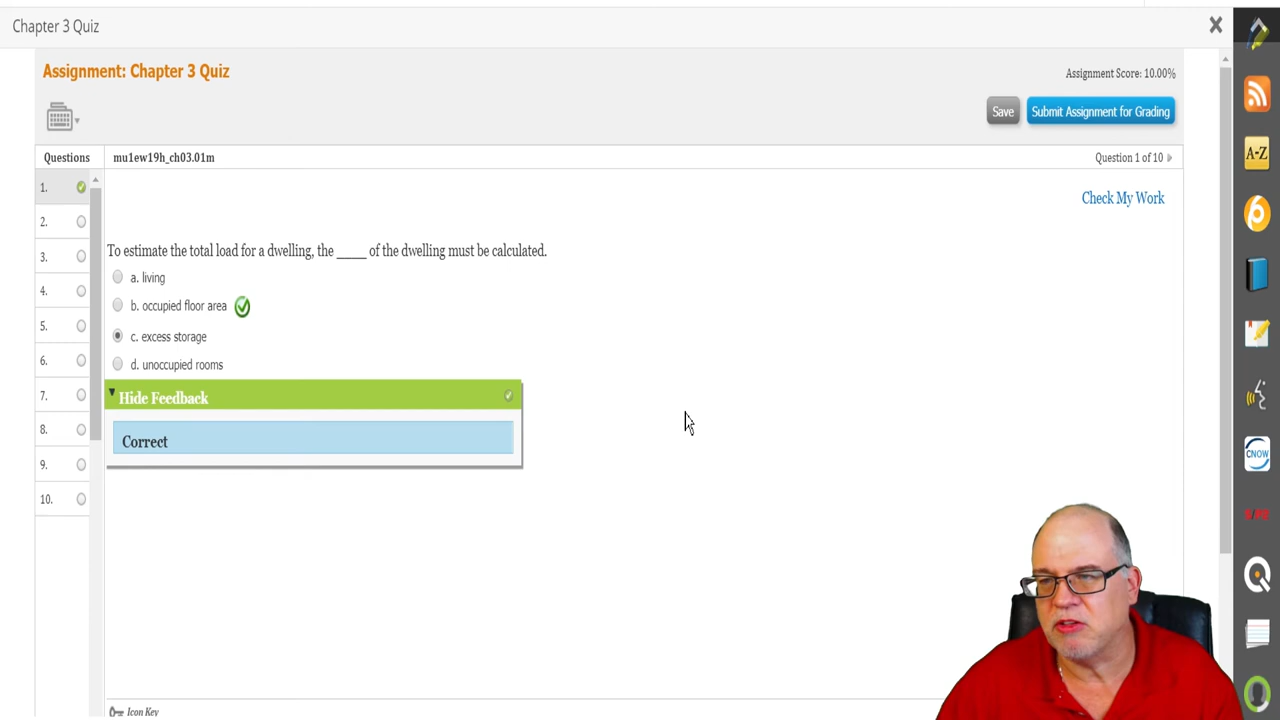 Chapter 3 Quiz
Assignment: Chapter 3 Quiz
Assignment Score: 10.00%
Save
Submit Assignment for Grading
Questions
mu1ew19h_ch03.01m
Question 1 of 10
1.
2.
3.
4.
5.
6.
7.
8.
9.
10.
Check My Work
To estimate the total load for a dwelling, the ____ of the dwelling must be calculated.
a. living
b. occupied floor area
c. excess storage
d. unoccupied rooms
Hide Feedback
Correct
Icon Key
A-Z
CNOW